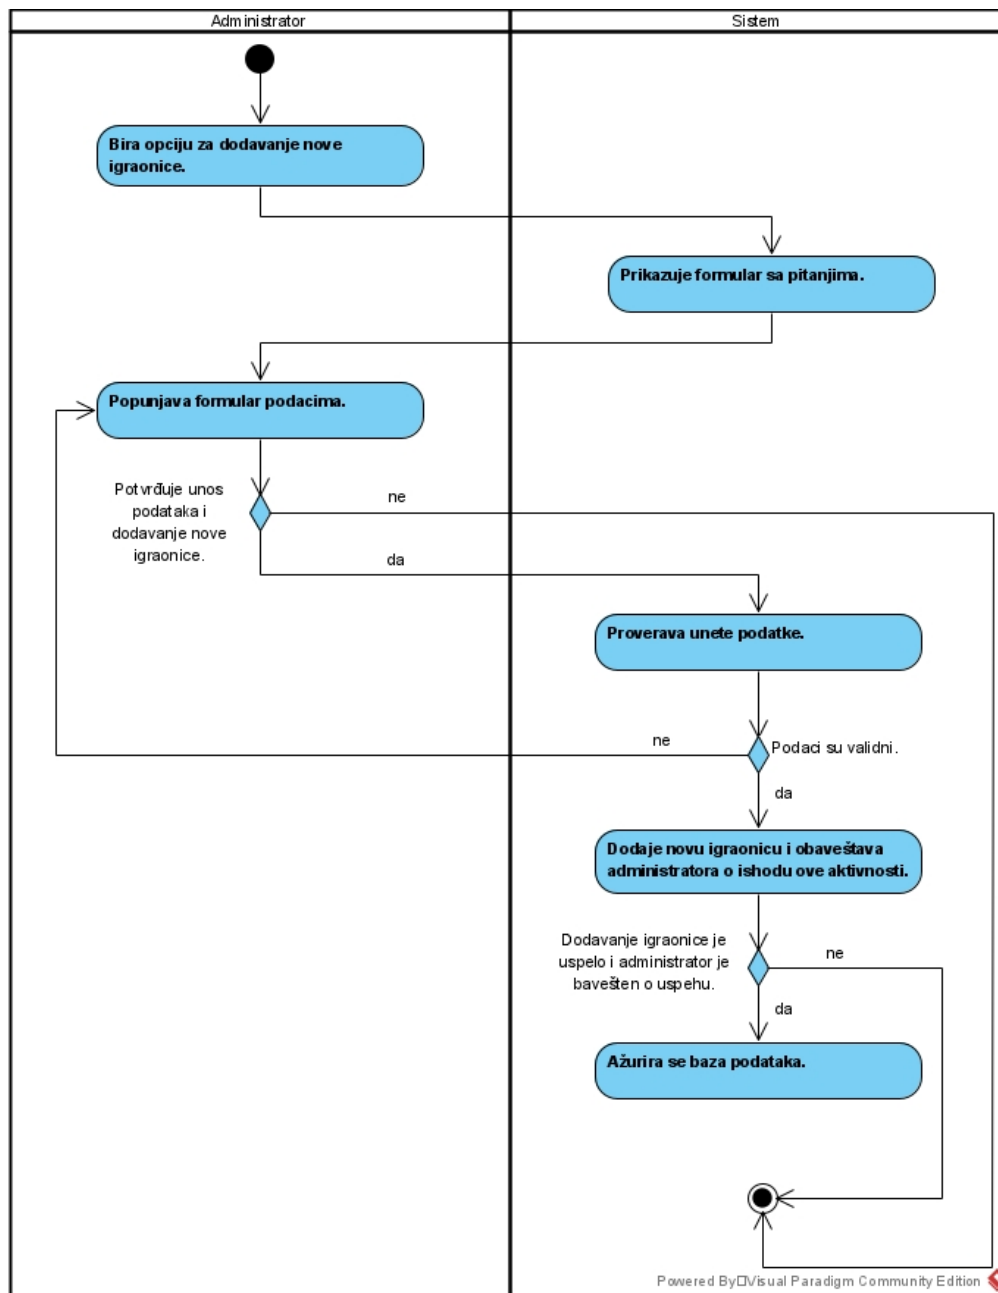 Administrator
Sistem
Bira opciju za dodavanje nove
igraonice.
Prikazuje formular sa pitanjima.
Popunjava formular podacima.
Potvrđuje unos
podataka i
dodavanje nove
igraonice.
ne
da
Proverava unete podatke.
ne
Podaci su validni.
da
Dodaje novu igraonicu i obaveštava
administratora o ishodu ove aktivnosti.
Dodavanje igraonice je
uspelo i administrator je
bavešten o uspehu.
ne
da
Ažurira se baza podataka.
Powered By□Visual Paradigm Community Edition